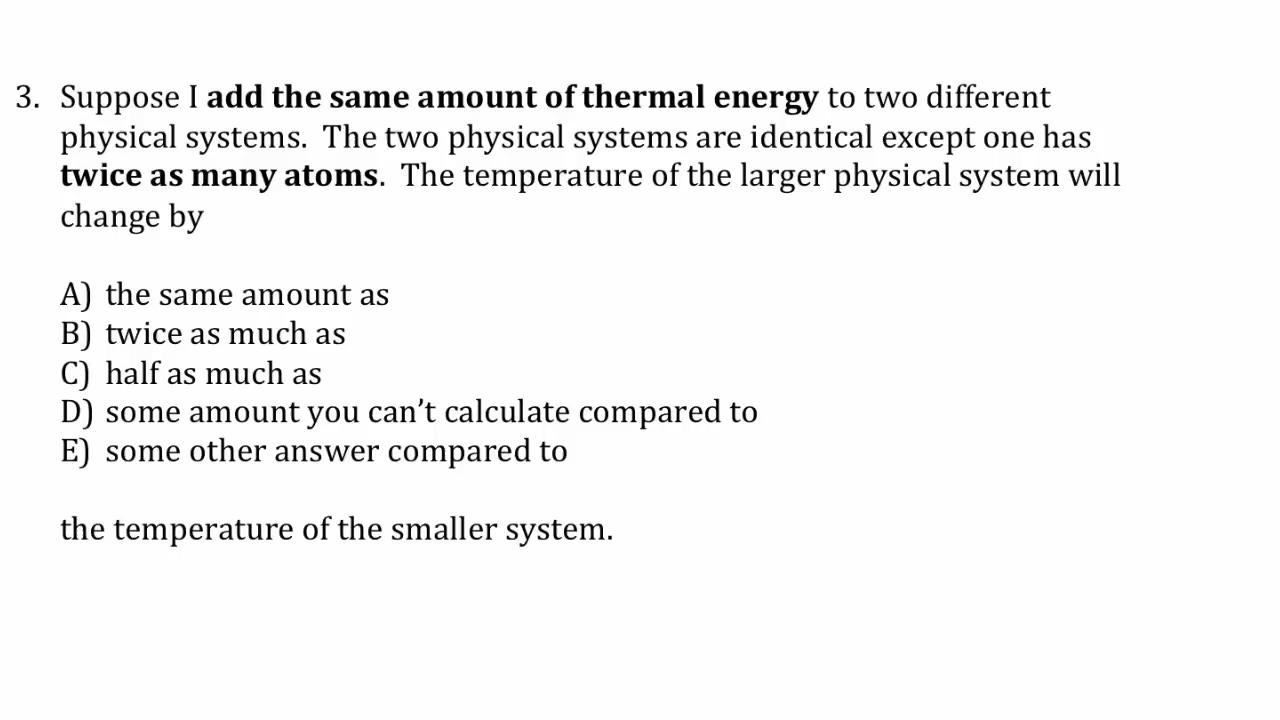 3. Suppose I add the same amount of thermal energy to two different
physical systems. The two physical systems are identical except one has
twice as many atoms. The temperature of the larger physical system will
change by
A) the same amount as
B) twice as much as
C) half as much as
D) some amount you can’t calculate compared to
E) some other answer compared to
the temperature of the smaller system.